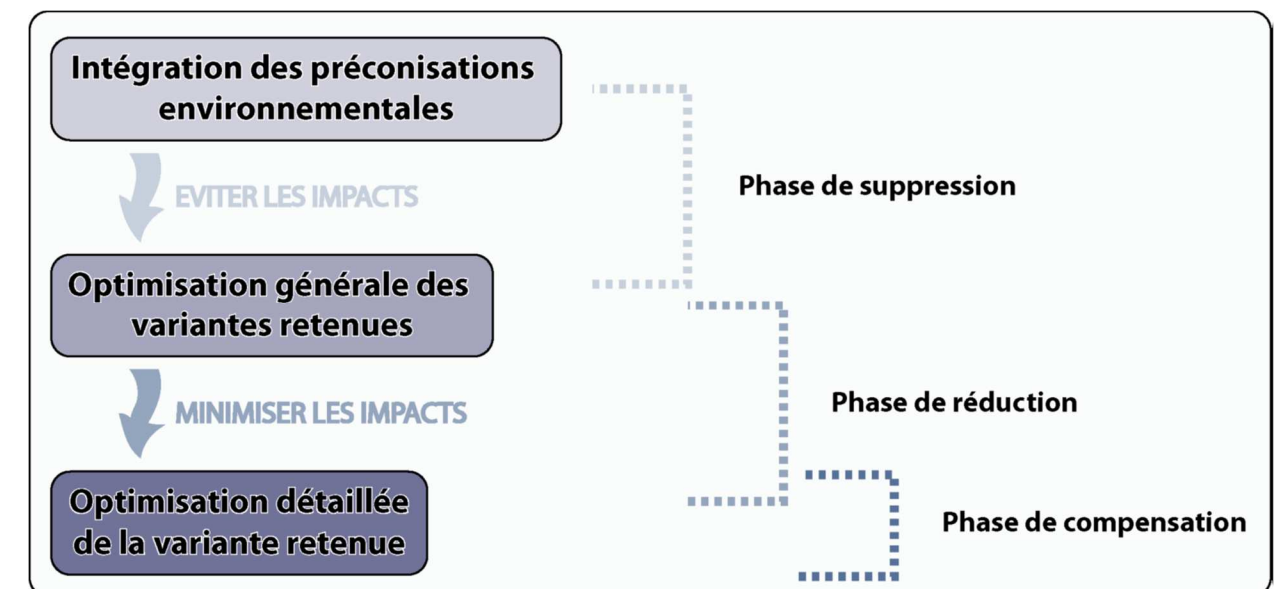 Intégration des préconisations
environnementales
EVITER LES IMPACTS
Phase de suppression
Optimisation générale des
variantes retenues
MINIMISER LES IMPACTS
Phase de réduction
Optimisation détaillée
de la variante retenue
Phase de compensation